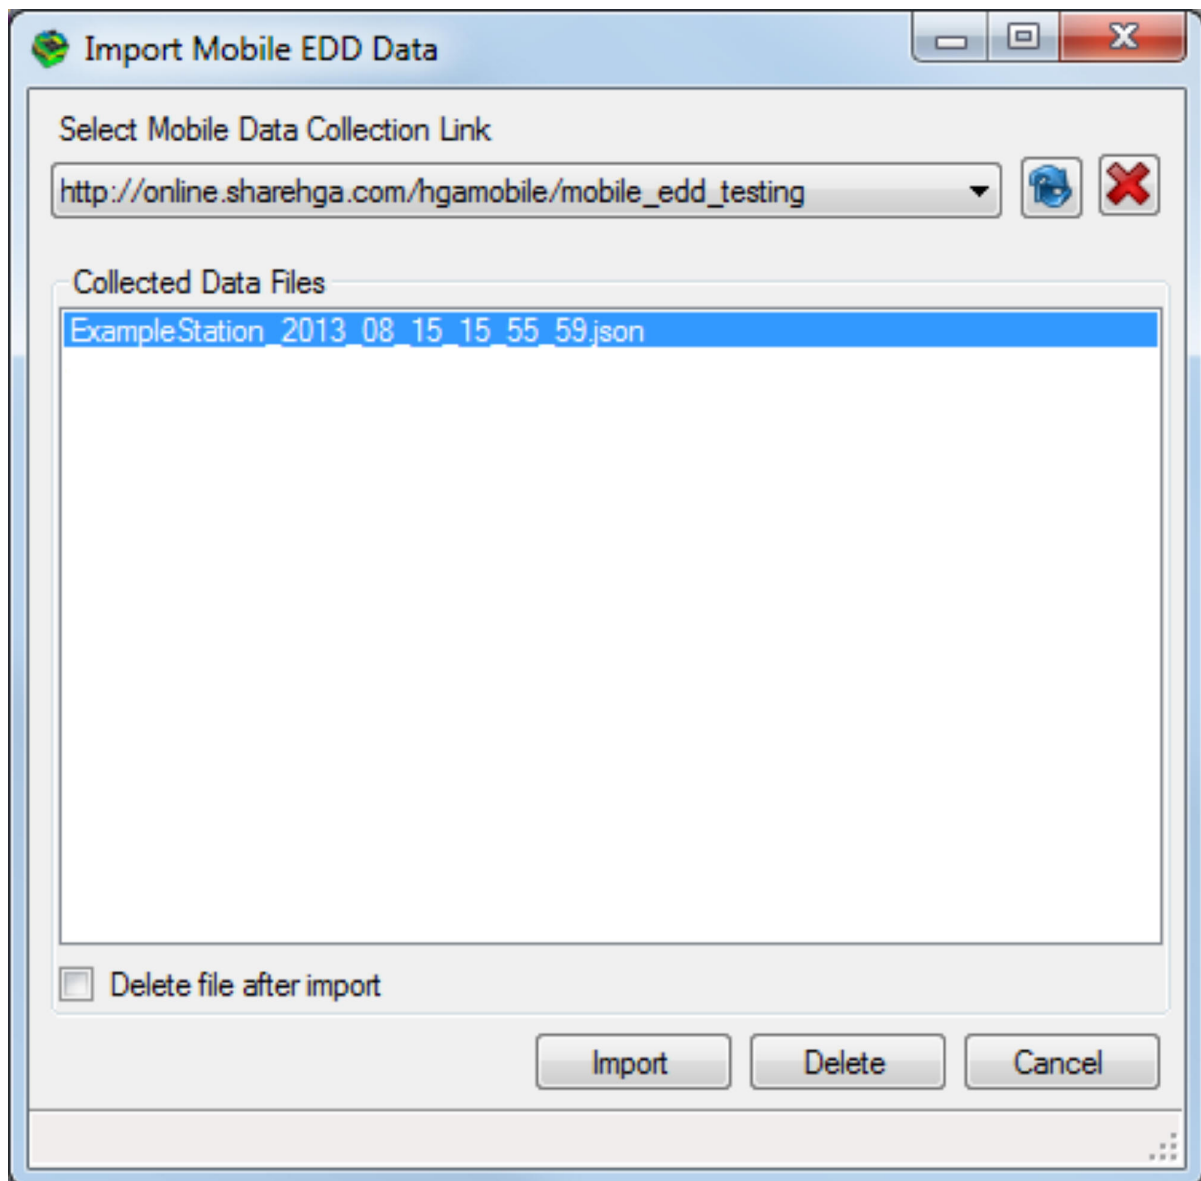 Import Mobile EDD Data
Select Mobile Data Collection Link
http://online.sharehga.com/hgamobile/mobile_edd_testing
Collected Data Files
ExampleStation_2013_08_15_15_55_59.json
Delete file after import
Import Delete Cancel